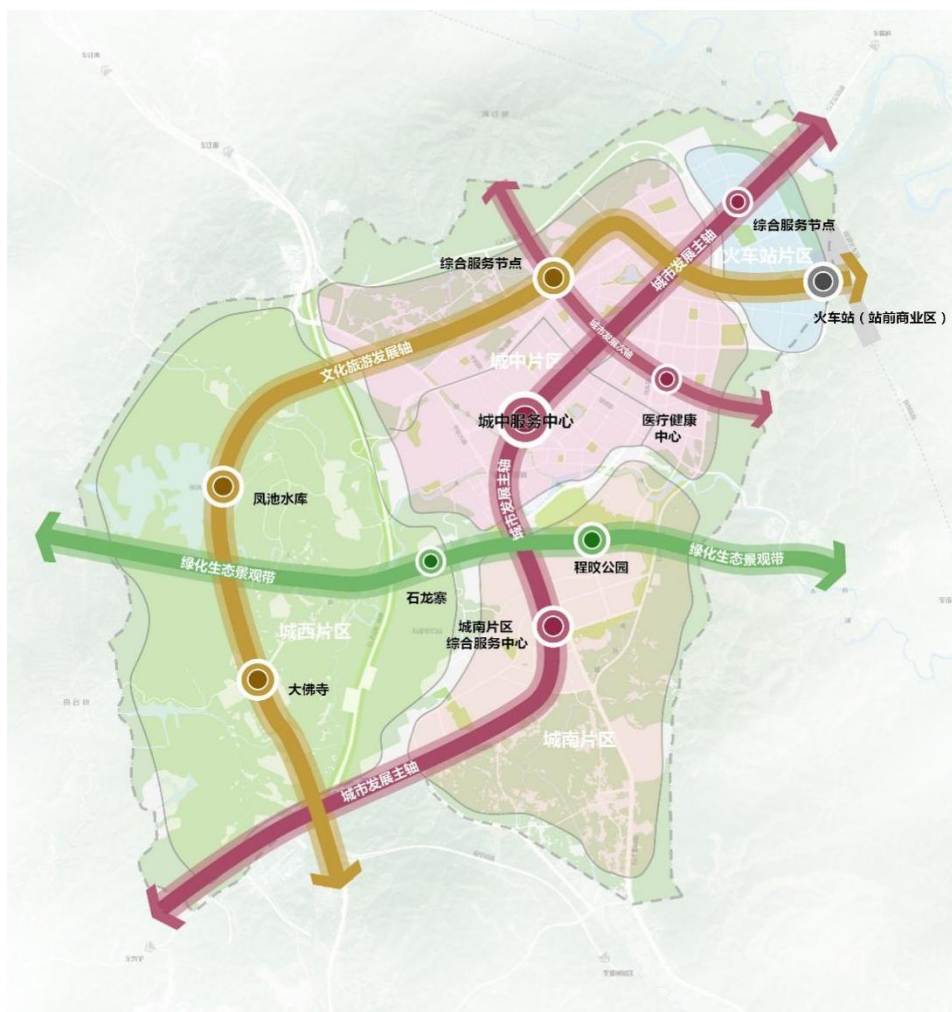 综合服务节点
火车站片区
城市发展主轴
综合服务节点
火车站（站前商业区）
城市发展次轴
文化旅游发展轴
城中片区
医疗健康
中心
城中服务中心
城市发展主轴
凤池水库
程旼公园
绿化生态景观带
绿化生态景观带
石龙寨
城南片区
综合服务中心
城西片区
大佛寺
城南片区
城市发展主轴